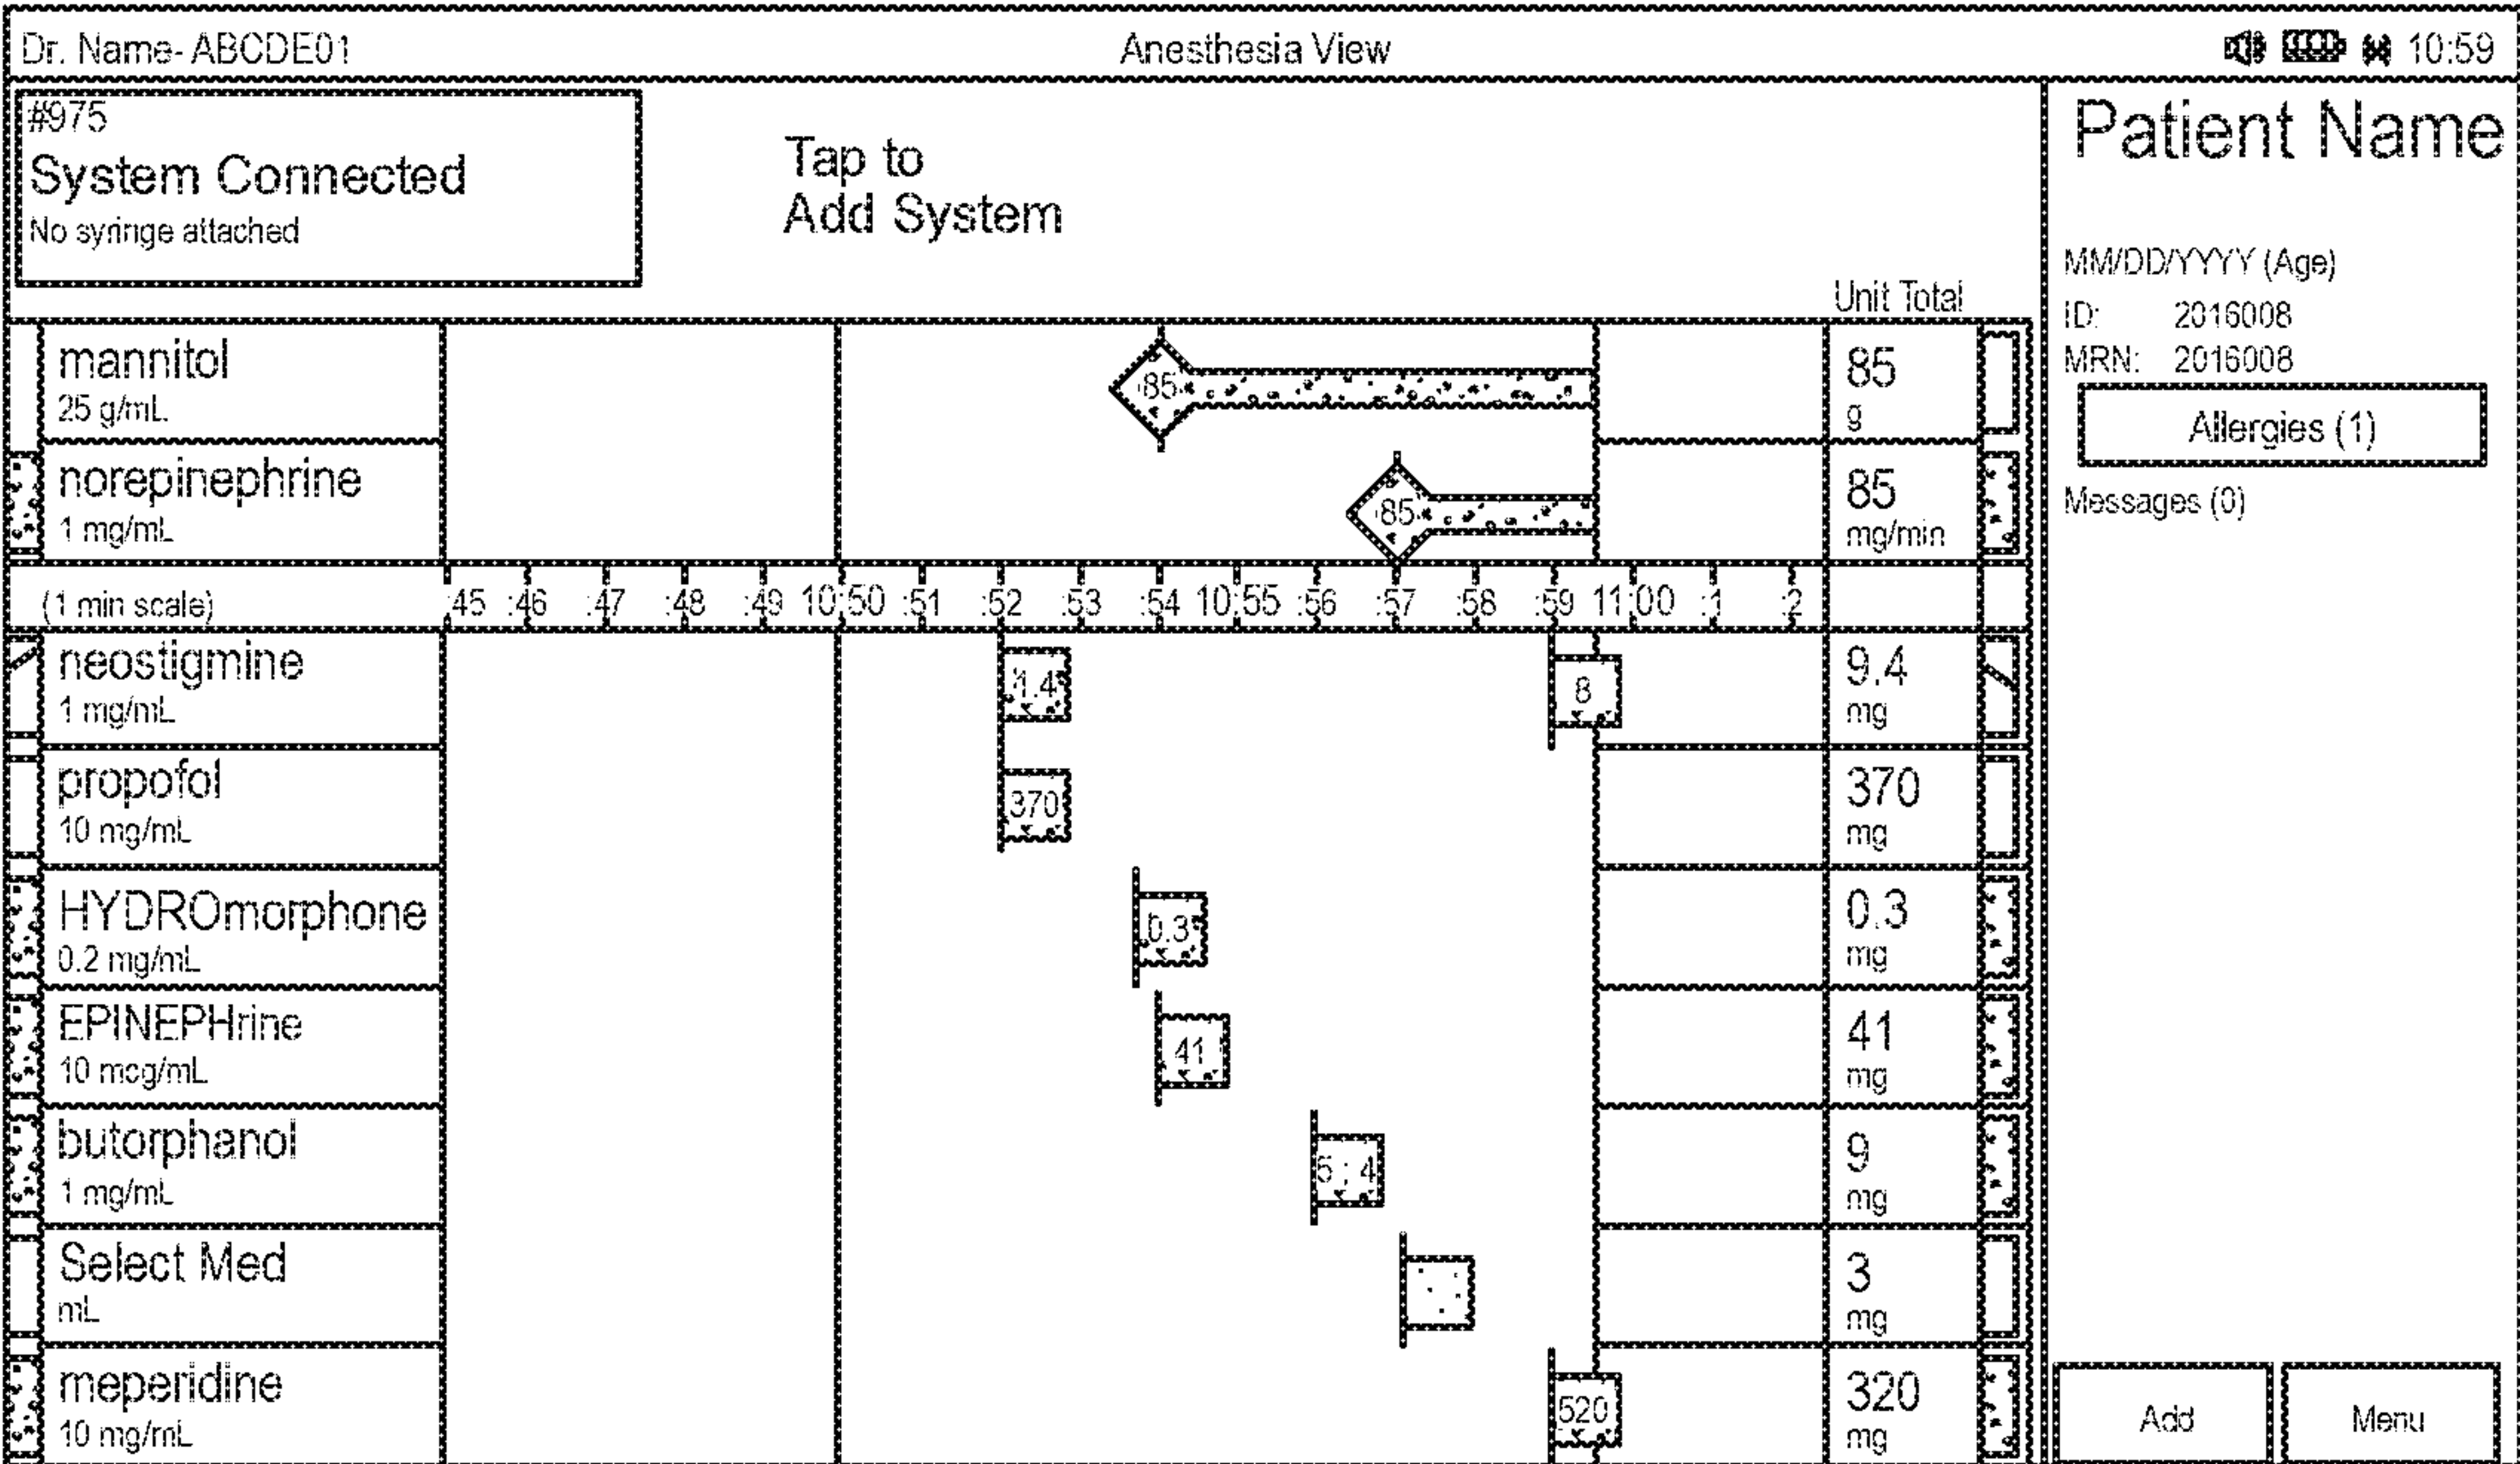 Dr. Name- ABCDE01
Anesthesia View
10:59
#975
System Connected
No syringe attached
Tap to
Add System
Unit Total
Patient Name
MM/DD/YYYY (Age)
ID: 2016008
MRN: 2016008
Allergies (1)
Messages (0)
mannitol
25 g/mL
85
85
g
norepinephrine
1 mg/mL
85
85
mg/min
(1 min scale)
:45 :46 :47 :48 :49 10:50 :51 :52 :53 :54 10:55 :56 :57 :58 :59 11:00 :1 :2
neostigmine
1 mg/mL
1.4
8
9.4
mg
propofol
10 mg/mL
370
370
mg
HYDROmorphone
0.2 mg/mL
0.3
0.3
mg
EPINEPHrine
10 mcg/mL
41
41
mg
butorphanol
1 mg/mL
5 ; 4
9
mg
Select Med
mL
3
mg
meperidine
10 mg/mL
520
320
mg
Add
Menu